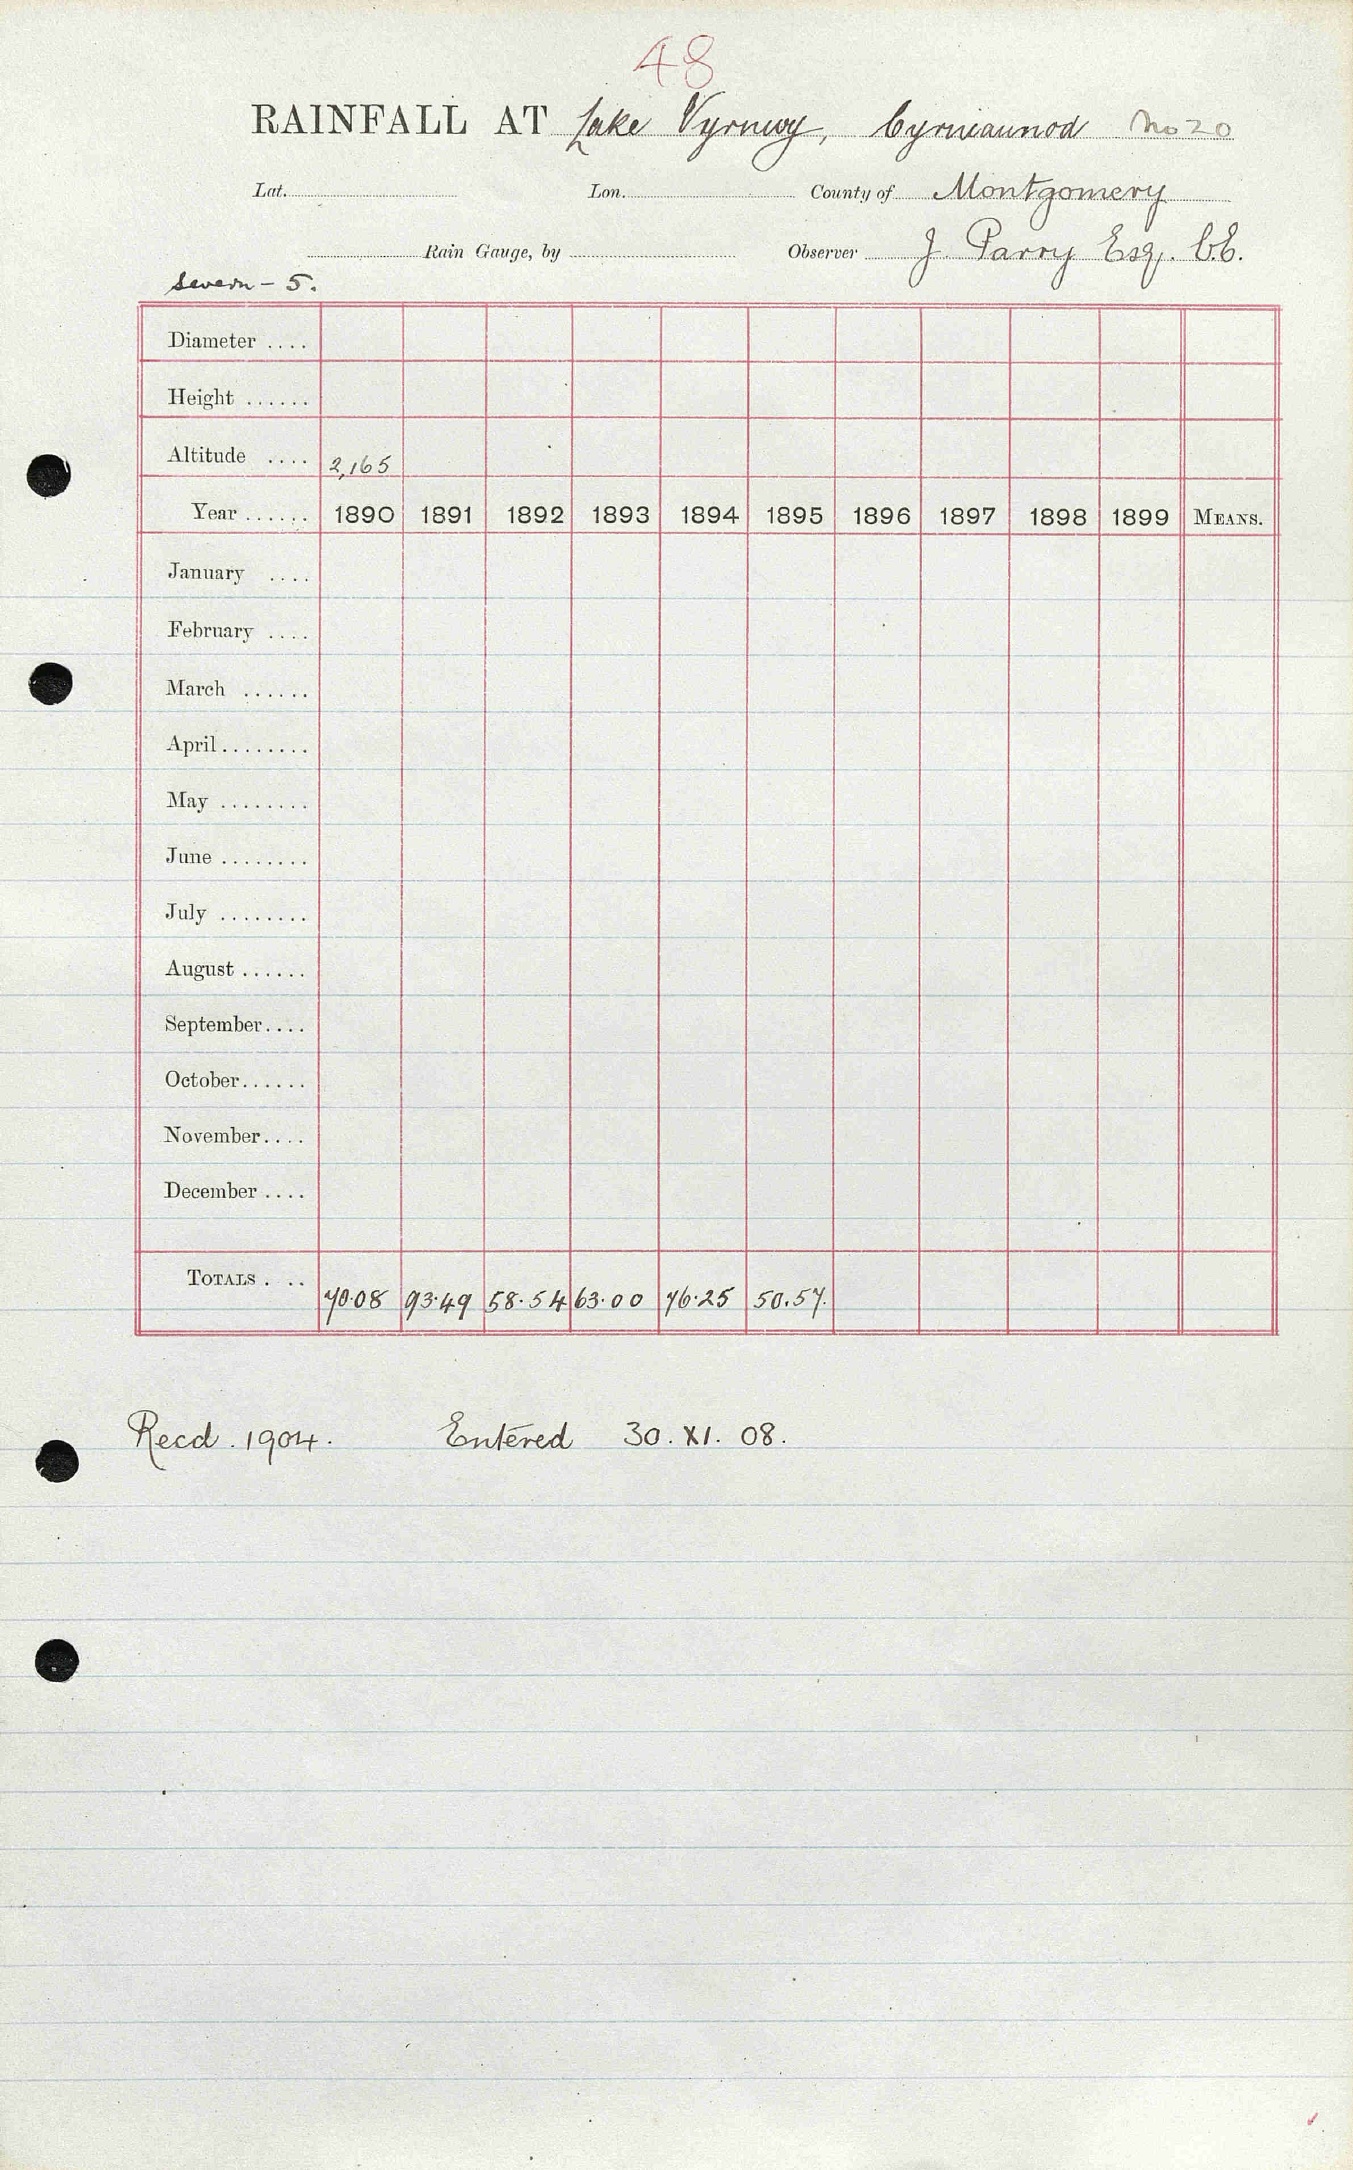 48
RAINFALL AT Lake Vyrnwy, Cyrniaunod No 20
Lat. Lon. County of Montgomery
Rain Gauge, by Observer J Parry Esq. C.E.
Severn - 5.
Diameter ....
Height ......
Altitude .... 2,165
Year ...... 1890 1891 1892 1893 1894 1895 1896 1897 1898 1899 MEANS.
January ....
February ....
March ......
April ........
May ........
June ........
July ........
August ......
September ....
October ......
November ....
December ....
TOTALS . .. 70.08 93.49 58.54 63.00 76.25 50.57.
Recd. 1904. Entered 30. XI. 08.